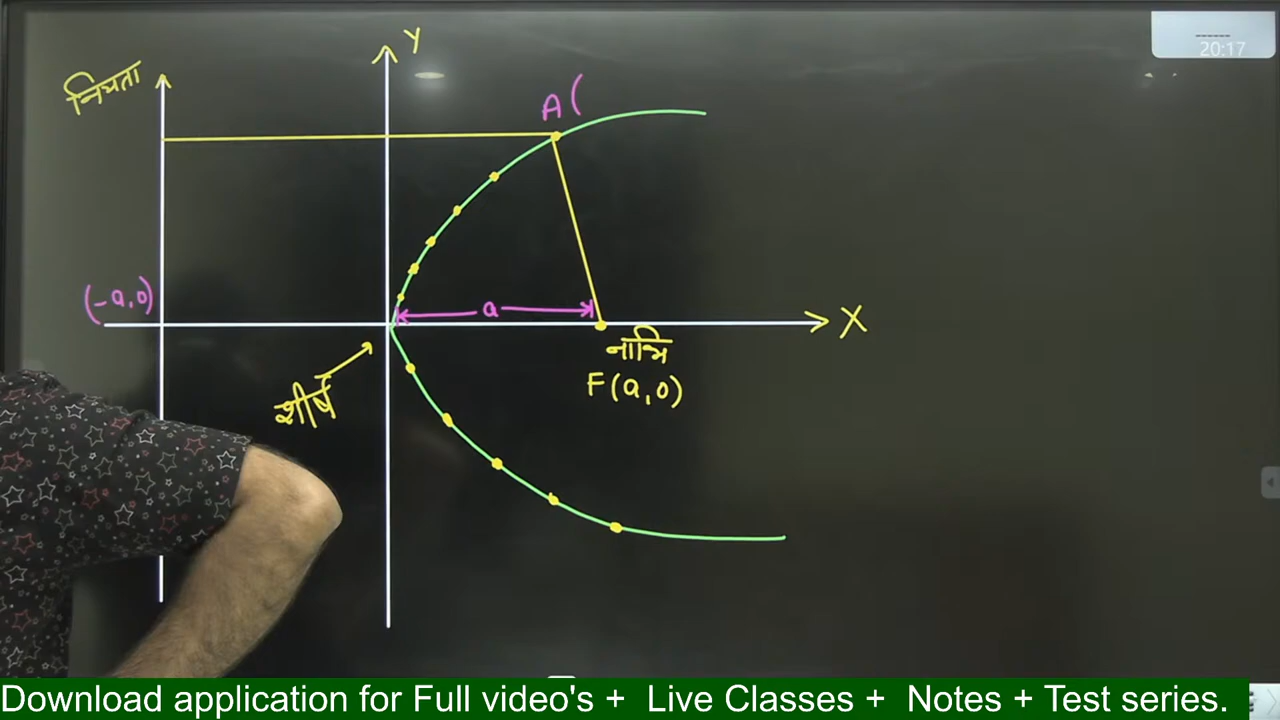 20:17
Y
नियता
A(
(-a,0)
a
X
नाभि
F(a,0)
शीर्ष
Download application for Full video's + Live Classes + Notes + Test series.